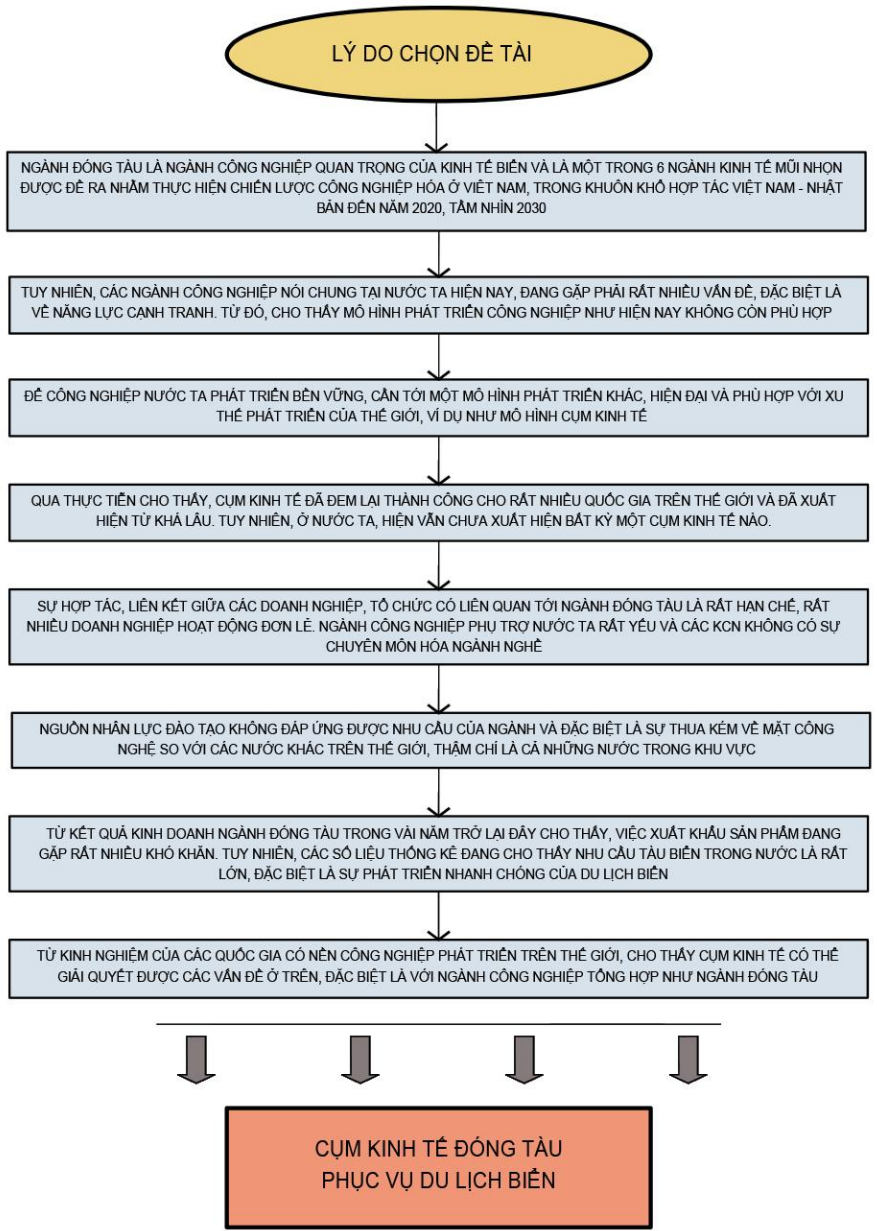 LÝ DO CHỌN ĐỀ TÀI
NGÀNH ĐÓNG TÀU LÀ NGÀNH CÔNG NGHIỆP QUAN TRỌNG CỦA KINH TẾ BIỂN VÀ LÀ MỘT TRONG 6 NGÀNH KINH TẾ MŨI NHỌN
ĐƯỢC ĐỀ RA NHẰM THỰC HIỆN CHIẾN LƯỢC CÔNG NGHIỆP HÓA Ở VIỆT NAM, TRONG KHUÔN KHỔ HỢP TÁC VIỆT NAM - NHẬT
BẢN ĐẾN NĂM 2020, TẦM NHÌN 2030
TUY NHIÊN, CÁC NGÀNH CÔNG NGHIỆP NÓI CHUNG TẠI NƯỚC TA HIỆN NAY, ĐANG GẶP PHẢI RẤT NHIỀU VẤN ĐỀ, ĐẶC BIỆT LÀ
VỀ NĂNG LỰC CẠNH TRANH. TỪ ĐÓ, CHO THẤY MÔ HÌNH PHÁT TRIỂN CÔNG NGHIỆP NHƯ HIỆN NAY KHÔNG CÒN PHÙ HỢP
ĐỂ CÔNG NGHIỆP NƯỚC TA PHÁT TRIỂN BỀN VỮNG, CẦN TỚI MỘT MÔ HÌNH PHÁT TRIỂN KHÁC, HIỆN ĐẠI VÀ PHÙ HỢP VỚI XU
THẾ PHÁT TRIỂN CỦA THẾ GIỚI, VÍ DỤ NHƯ MÔ HÌNH CỤM KINH TẾ
QUA THỰC TIỄN CHO THẤY, CỤM KINH TẾ ĐÃ ĐEM LẠI THÀNH CÔNG CHO RẤT NHIỀU QUỐC GIA TRÊN THẾ GIỚI VÀ ĐÃ XUẤT
HIỆN TỪ KHÁ LÂU. TUY NHIÊN, Ở NƯỚC TA, HIỆN VẪN CHƯA XUẤT HIỆN BẤT KỲ MỘT CỤM KINH TẾ NÀO.
SỰ HỢP TÁC, LIÊN KẾT GIỮA CÁC DOANH NGHIỆP, TỔ CHỨC CÓ LIÊN QUAN TỚI NGÀNH ĐÓNG TÀU LÀ RẤT HẠN CHẾ, RẤT
NHIỀU DOANH NGHIỆP HOẠT ĐỘNG ĐƠN LẺ. NGÀNH CÔNG NGHIỆP PHỤ TRỢ NƯỚC TA RẤT YẾU VÀ CÁC KCN KHÔNG CÓ SỰ
CHUYÊN MÔN HÓA NGÀNH NGHỀ
NGUỒN NHÂN LỰC ĐÀO TẠO KHÔNG ĐÁP ỨNG ĐƯỢC NHU CẦU CỦA NGÀNH VÀ ĐẶC BIỆT LÀ SỰ THUA KÉM VỀ MẶT CÔNG
NGHỆ SO VỚI CÁC NƯỚC KHÁC TRÊN THẾ GIỚI, THẬM CHÍ LÀ CẢ NHỮNG NƯỚC TRONG KHU VỰC
TỪ KẾT QUẢ KINH DOANH NGÀNH ĐÓNG TÀU TRONG VÀI NĂM TRỞ LẠI ĐÂY CHO THẤY, VIỆC XUẤT KHẨU SẢN PHẨM ĐANG
GẶP RẤT NHIỀU KHÓ KHĂN. TUY NHIÊN, CÁC SỐ LIỆU THỐNG KÊ ĐANG CHO THẤY NHU CẦU TÀU BIỂN TRONG NƯỚC LÀ RẤT
LỚN, ĐẶC BIỆT LÀ SỰ PHÁT TRIỂN NHANH CHÓNG CỦA DU LỊCH BIỂN
TỪ KINH NGHIỆM CỦA CÁC QUỐC GIA CÓ NỀN CÔNG NGHIỆP PHÁT TRIỂN TRÊN THẾ GIỚI, CHO THẤY CỤM KINH TẾ CÓ THỂ
GIẢI QUYẾT ĐƯỢC CÁC VẤN ĐỀ Ở TRÊN, ĐẶC BIỆT LÀ VỚI NGÀNH CÔNG NGHIỆP TỔNG HỢP NHƯ NGÀNH ĐÓNG TÀU
CỤM KINH TẾ ĐÓNG TÀU
PHỤC VỤ DU LỊCH BIỂN